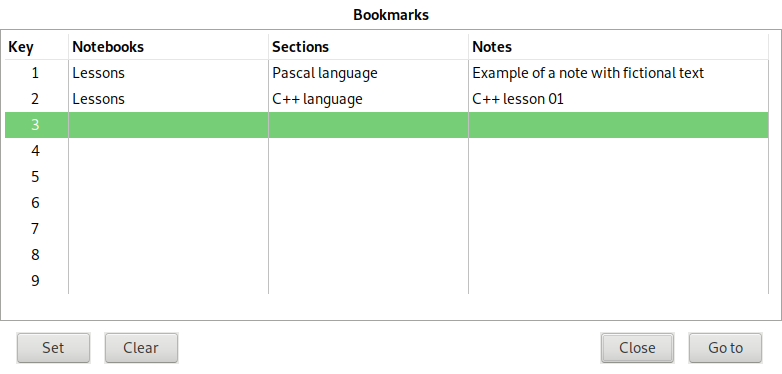 Bookmarks
Key Notebooks Sections Notes
1 Lessons Pascal language Example of a note with fictional text
2 Lessons C++ language C++ lesson 01
3
4
5
6
7
8
9
Set Clear Close Go to